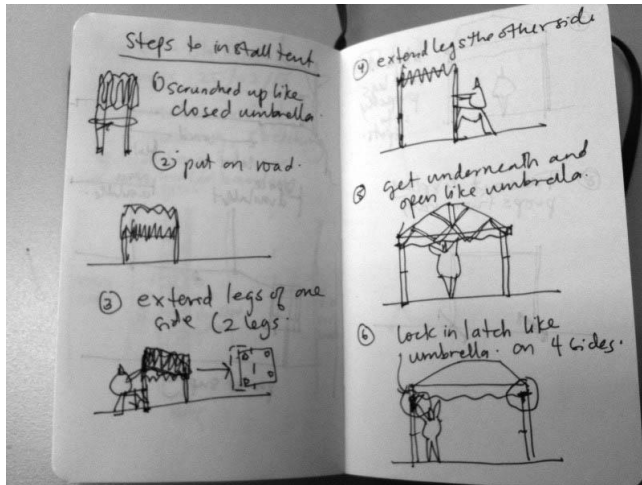 Steps to install tent
① scrunched up like
closed umbrella.
② put on road.
③ extend legs of one
side (2 legs.
④ extend legs the other side
⑤ get underneath and
open like umbrella.
⑥ lock in latch like
umbrella. on 4 sides.